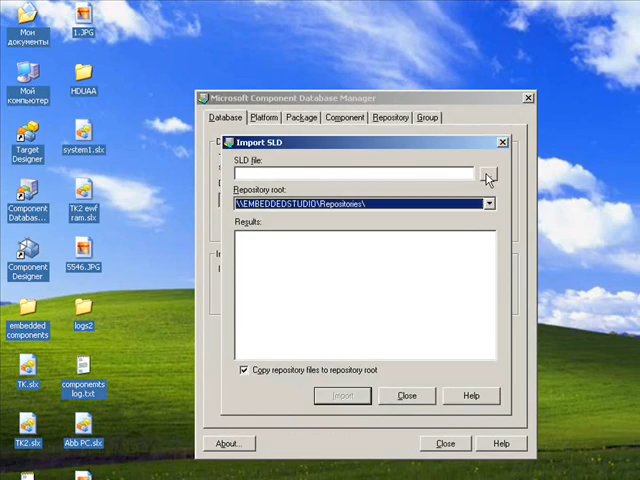 Мои
документы
1.JPG
Мой
компьютер
HDUAA
Target
Designer
system1.slx
Component
Databas...
TK2 ewf
ram.slx
Component
Designer
5546.JPG
embedded
components
logs2
TK.slx
componemts
log.txt
TK2.slx
Abb PC.slx
Microsoft Component Database Manager
Database Platform Package Component Repository Group
Import SLD
SLD file:
Repository root:
\\EMBEDDEDSTUDIO\Repositories\
Results:
Copy repository files to repository root
Import Close Help
About... Close Help